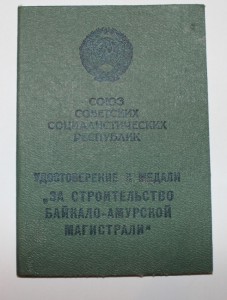 СОЮЗ
СОВЕТСКИХ
СОЦИАЛИСТИЧЕСКИХ
РЕСПУБЛИК
УДОСТОВЕРЕНИЕ К МЕДАЛИ
„ЗА СТРОИТЕЛЬСТВО
БАЙКАЛО-АМУРСКОЙ
МАГИСТРАЛИ“